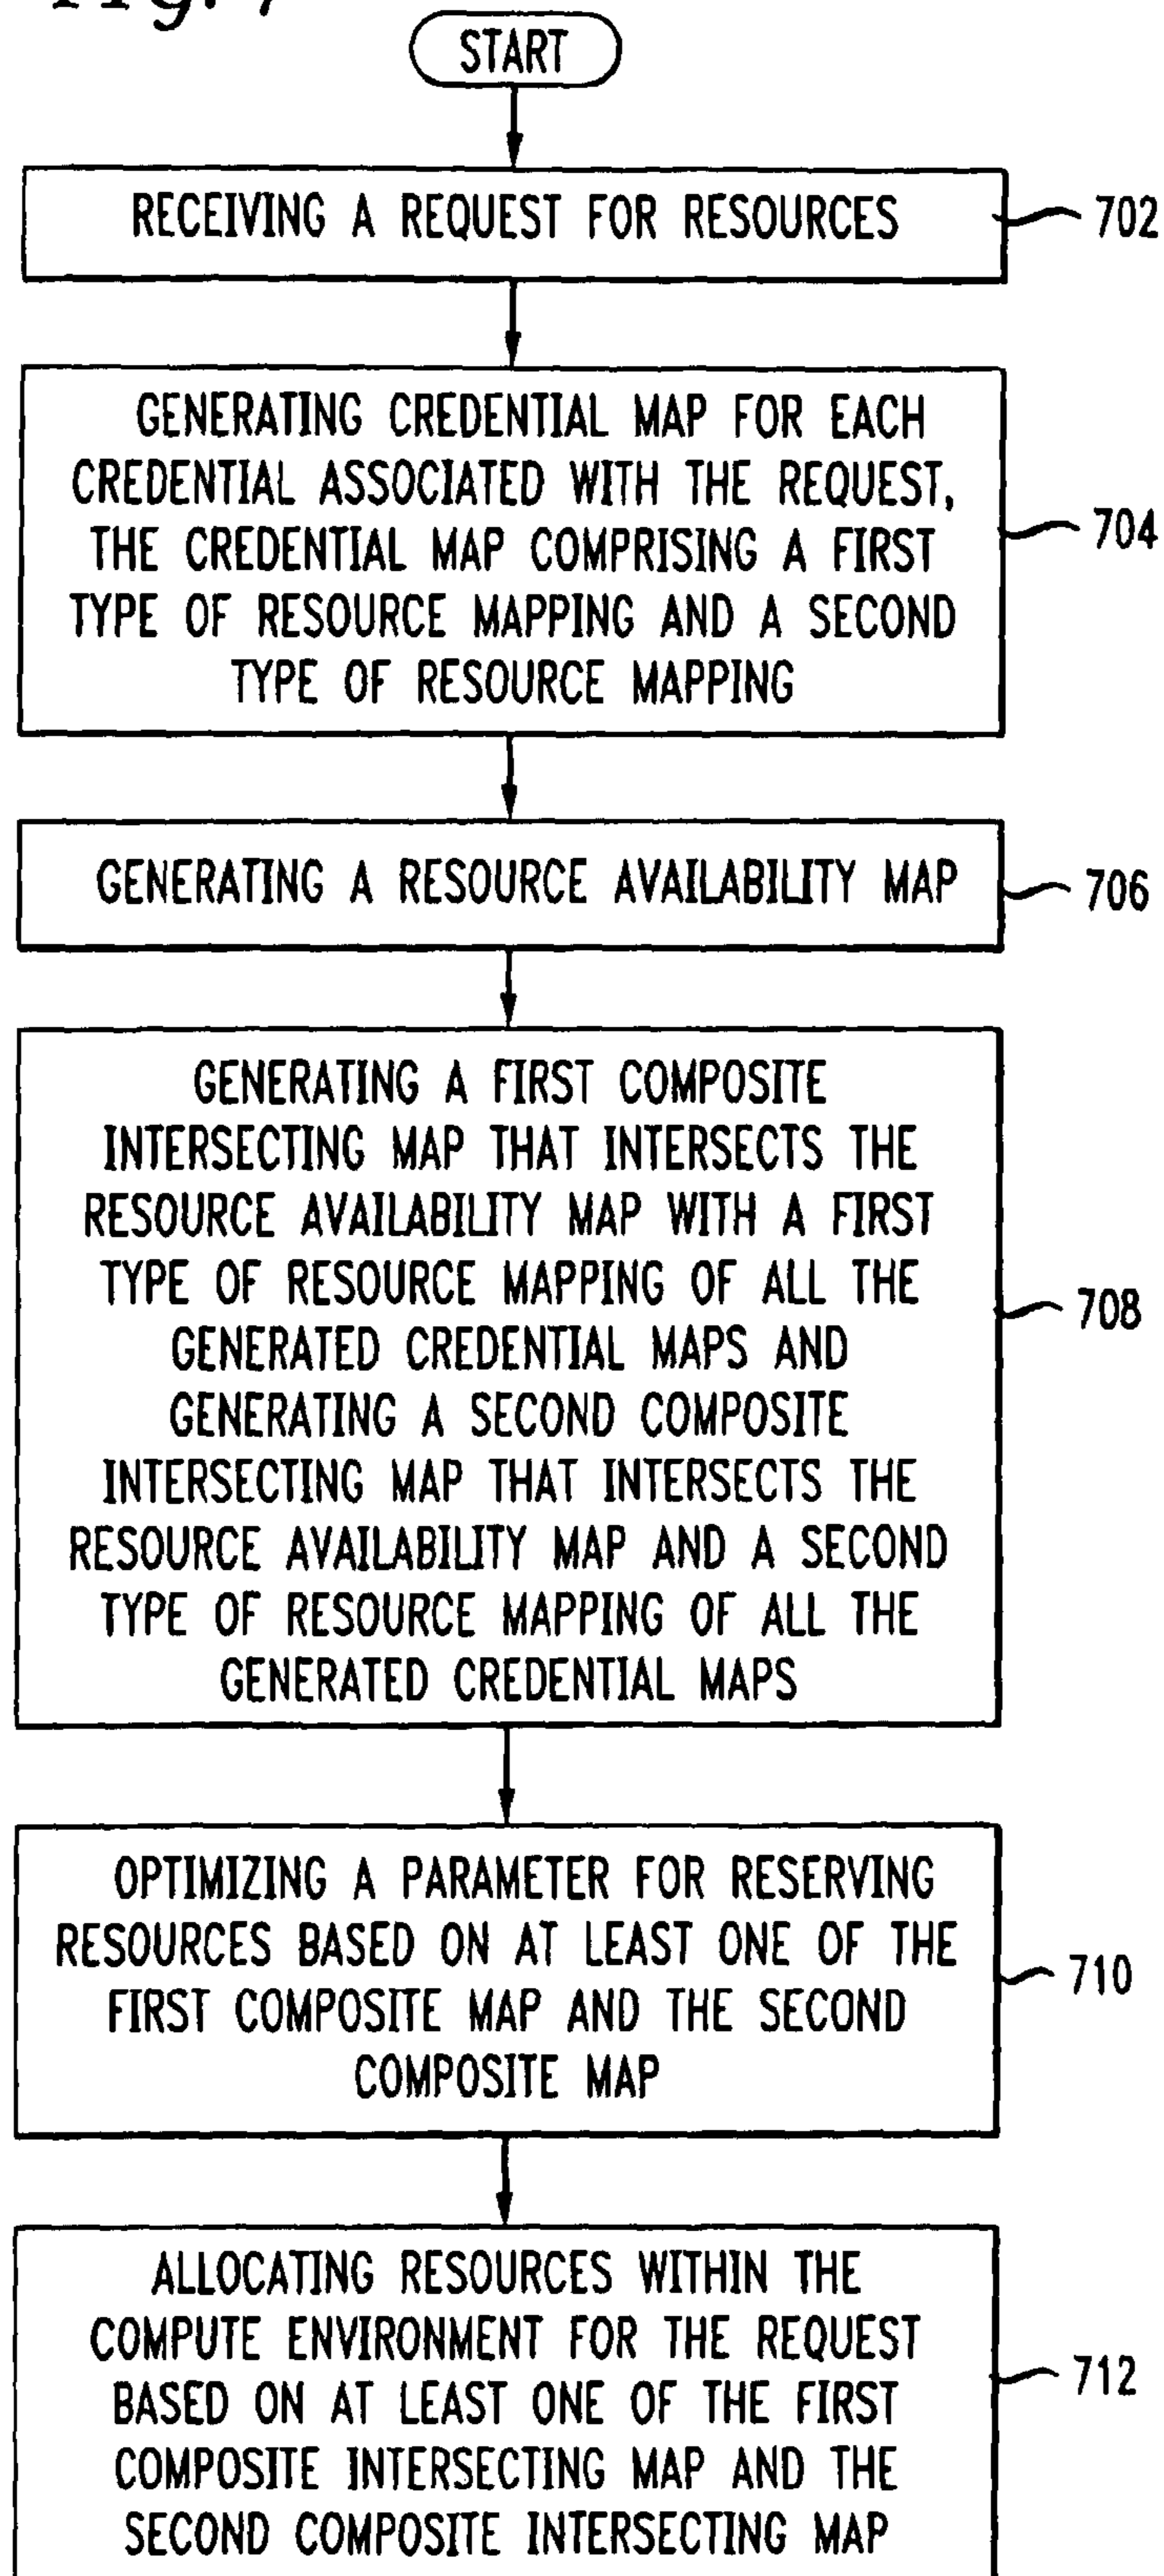 Fig. 7
START
RECEIVING A REQUEST FOR RESOURCES
702
GENERATING CREDENTIAL MAP FOR EACH
CREDENTIAL ASSOCIATED WITH THE REQUEST,
THE CREDENTIAL MAP COMPRISING A FIRST
TYPE OF RESOURCE MAPPING AND A SECOND
TYPE OF RESOURCE MAPPING
704
GENERATING A RESOURCE AVAILABILITY MAP
706
GENERATING A FIRST COMPOSITE
INTERSECTING MAP THAT INTERSECTS THE
RESOURCE AVAILABILITY MAP WITH A FIRST
TYPE OF RESOURCE MAPPING OF ALL THE
GENERATED CREDENTIAL MAPS AND
GENERATING A SECOND COMPOSITE
INTERSECTING MAP THAT INTERSECTS THE
RESOURCE AVAILABILITY MAP AND A SECOND
TYPE OF RESOURCE MAPPING OF ALL THE
GENERATED CREDENTIAL MAPS
708
OPTIMIZING A PARAMETER FOR RESERVING
RESOURCES BASED ON AT LEAST ONE OF THE
FIRST COMPOSITE MAP AND THE SECOND
COMPOSITE MAP
710
ALLOCATING RESOURCES WITHIN THE
COMPUTE ENVIRONMENT FOR THE REQUEST
BASED ON AT LEAST ONE OF THE FIRST
COMPOSITE INTERSECTING MAP AND THE
SECOND COMPOSITE INTERSECTING MAP
712